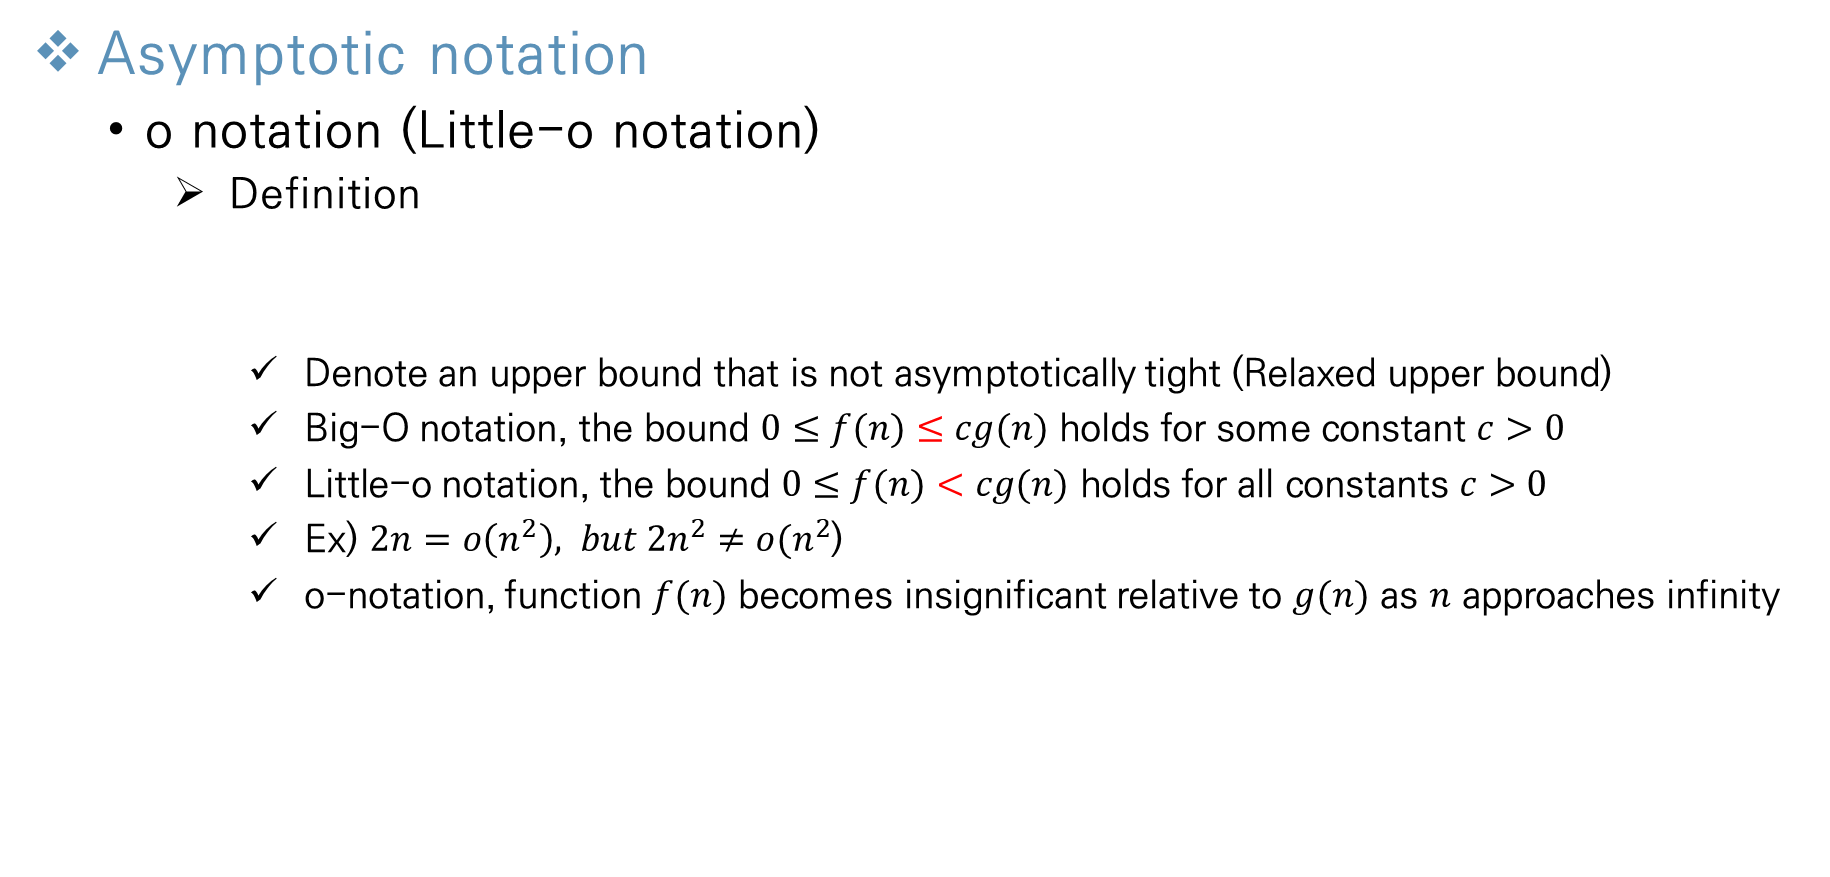 ❖ Asymptotic notation
• o notation (Little-o notation)
➢ Definition
✓ Denote an upper bound that is not asymptotically tight (Relaxed upper bound)
✓ Big-O notation, the bound 0 ≤ f(n) ≤ cg(n) holds for some constant c > 0
✓ Little-o notation, the bound 0 ≤ f(n) < cg(n) holds for all constants c > 0
✓ Ex) 2n = o(n²), but 2n² ≠ o(n²)
✓ o-notation, function f(n) becomes insignificant relative to g(n) as n approaches infinity